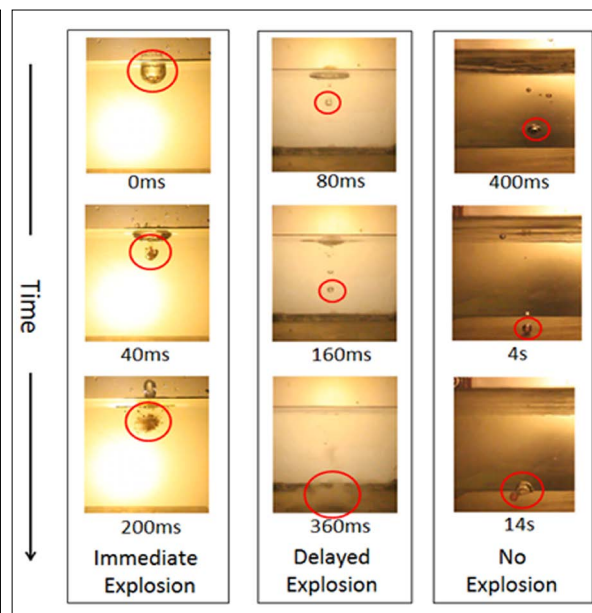 Time
0ms
40ms
200ms
Immediate
Explosion
80ms
160ms
360ms
Delayed
Explosion
400ms
4s
14s
No
Explosion